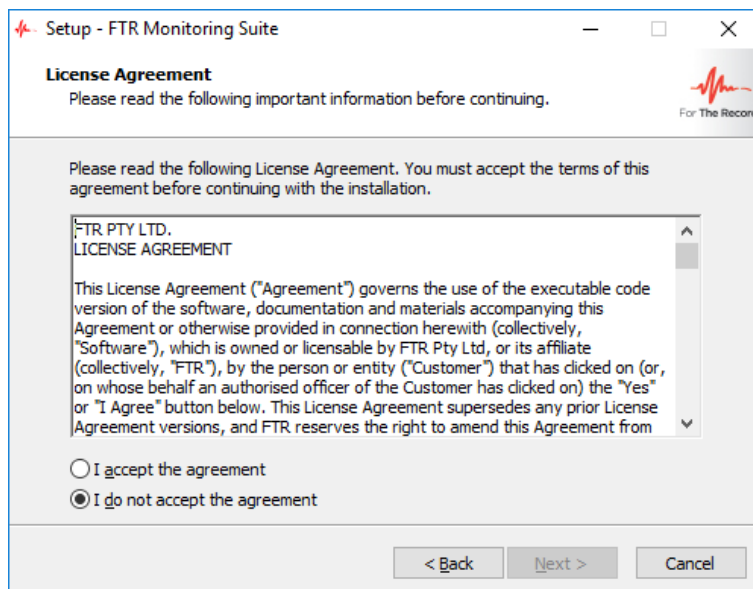 Setup - FTR Monitoring Suite
License Agreement
Please read the following important information before continuing.
For The Record
Please read the following License Agreement. You must accept the terms of this
agreement before continuing with the installation.
FTR PTY LTD.
LICENSE AGREEMENT
This License Agreement ("Agreement") governs the use of the executable code
version of the software, documentation and materials accompanying this
Agreement or otherwise provided in connection herewith (collectively,
"Software"), which is owned or licensable by FTR Pty Ltd, or its affiliate
(collectively, "FTR"), by the person or entity ("Customer") that has clicked on (or,
on whose behalf an authorised officer of the Customer has clicked on) the "Yes"
or "I Agree" button below. This License Agreement supersedes any prior License
Agreement versions, and FTR reserves the right to amend this Agreement from
I accept the agreement
I do not accept the agreement
< Back
Next >
Cancel